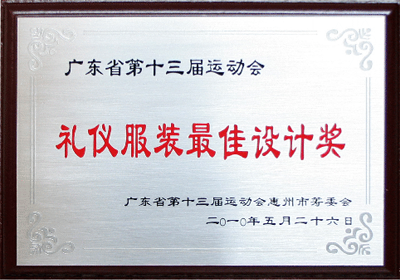 广东省第十三届运动会
礼仪服装最佳设计奖
广东省第十三届运动会惠州市筹委会
二〇一〇年五月二十六日